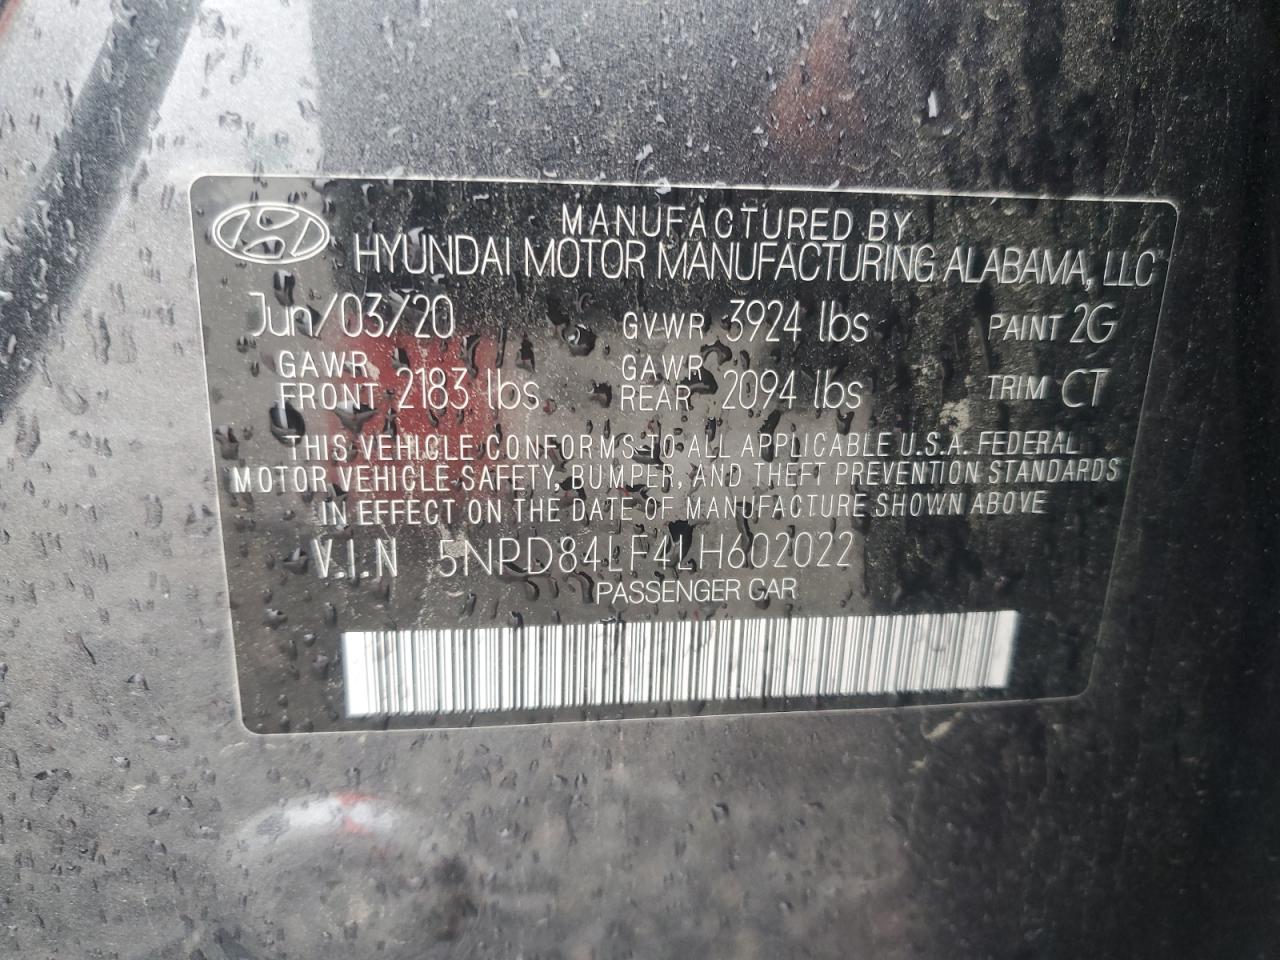 MANUFACTURED BY
HYUNDAI MOTOR MANUFACTURING ALABAMA, LLC
Jun/03/20 GVWR 3924 lbs PAINT 2G
GAWR FRONT 2183 lbs GAWR REAR 2094 lbs TRIM CT
THIS VEHICLE CONFORMS TO ALL APPLICABLE U.S.A. FEDERAL
MOTOR VEHICLE SAFETY, BUMPER, AND THEFT PREVENTION STANDARDS
IN EFFECT ON THE DATE OF MANUFACTURE SHOWN ABOVE
V.I.N 5NPD84LF4LH602022
PASSENGER CAR